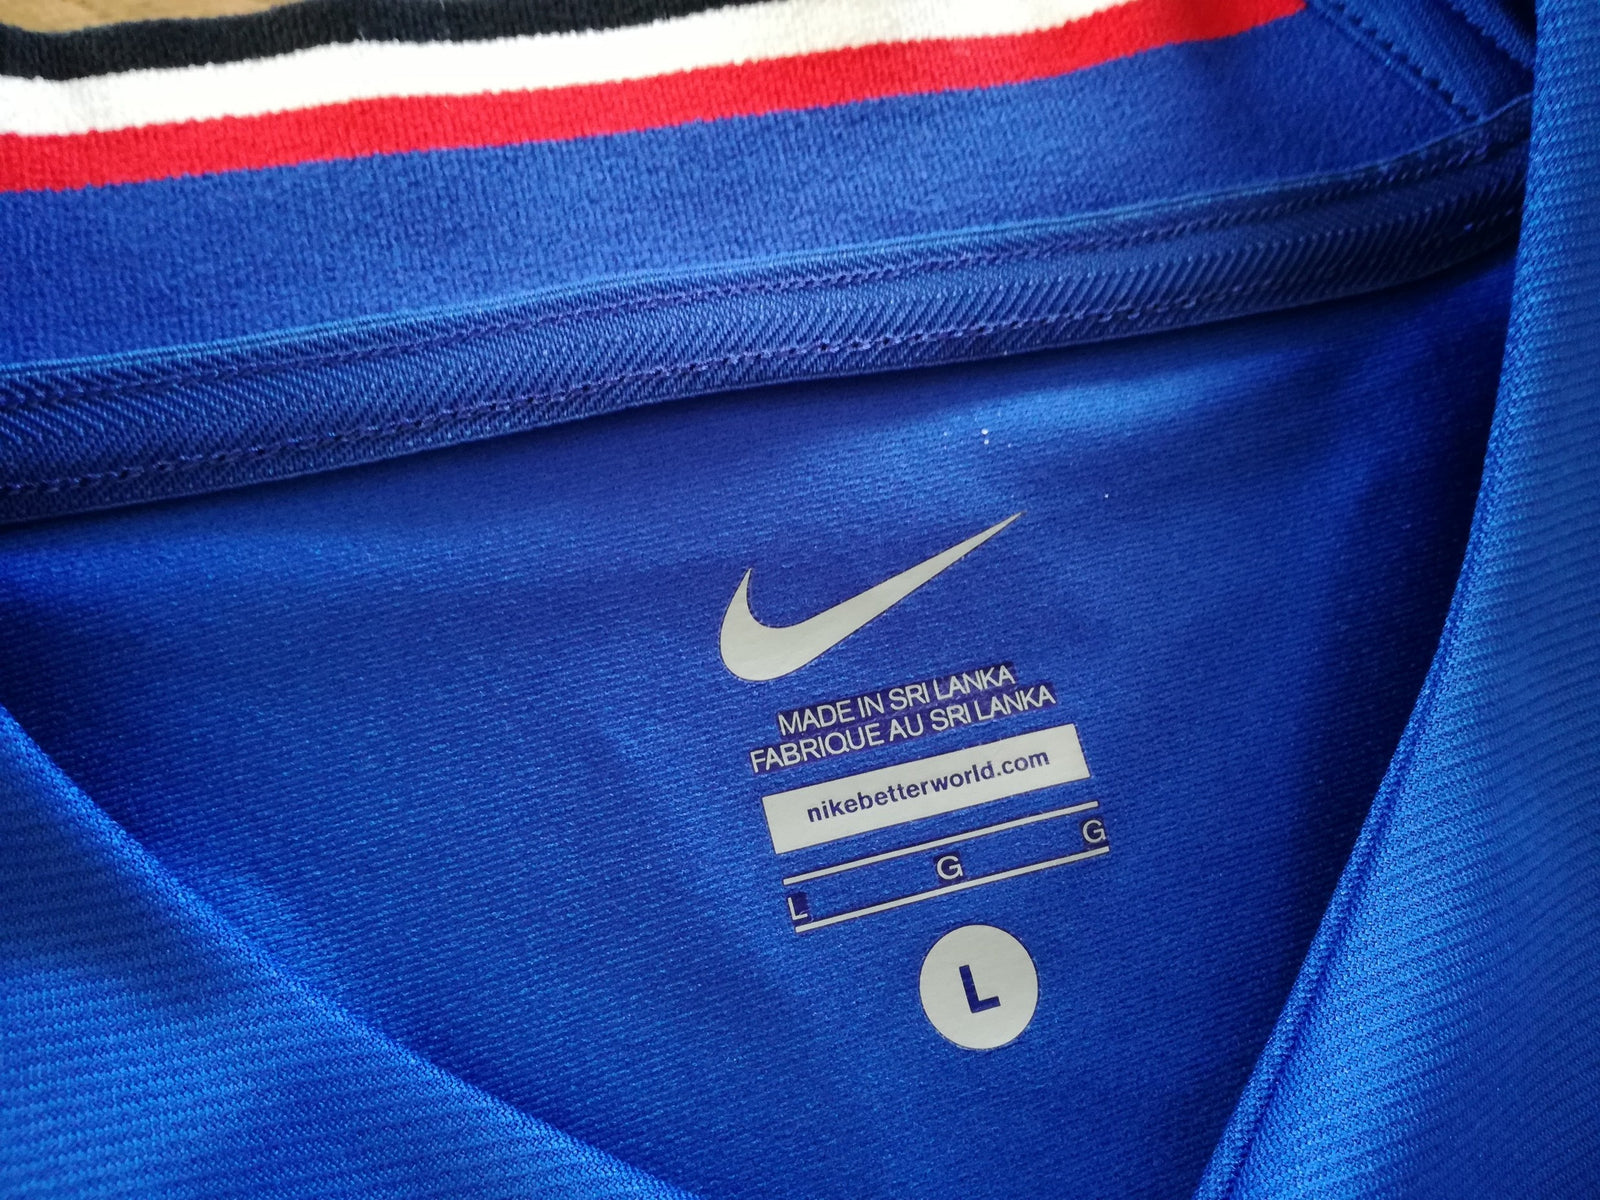 MADE IN SRI LANKA
FABRIQUE AU SRI LANKA
nikebetterworld.com
L G G
L